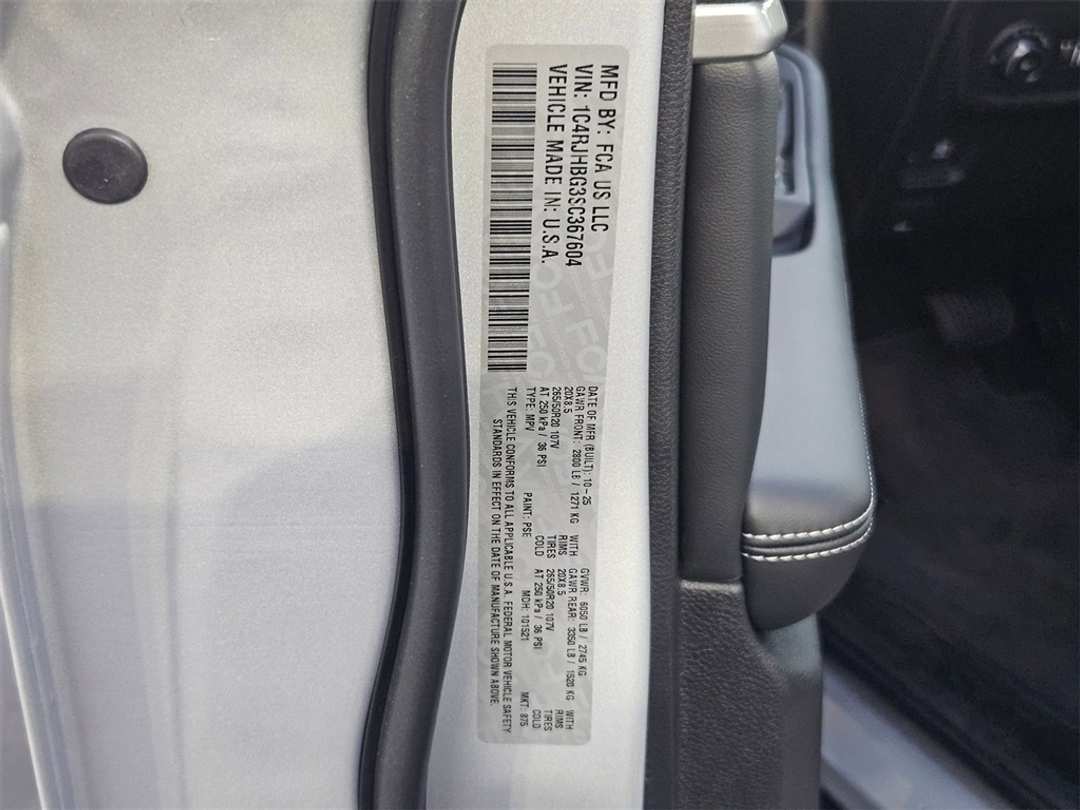 MFD BY: FCA US LLC
VIN: 1C4RJHBG3SC367604
VEHICLE MADE IN: U.S.A.
DATE OF MFR (BUILT): 10-25 GVWR: 6050 LB / 2745 KG
GAWR FRONT: 2800 LB / 1271 KG WITH GAWR REAR: 3350 LB / 1520 KG WITH
20X8.5 RIMS 20X8.5 RIMS
265/50R20 107V TIRES 265/50R20 107V TIRES
AT 250 kPa / 36 PSI COLD AT 250 kPa / 36 PSI COLD
TYPE: MPV PAINT: PSE MDH: 101521 MKT: 875
THIS VEHICLE CONFORMS TO ALL APPLICABLE U.S.A. FEDERAL MOTOR VEHICLE SAFETY
STANDARDS IN EFFECT ON THE DATE OF MANUFACTURE SHOWN ABOVE.